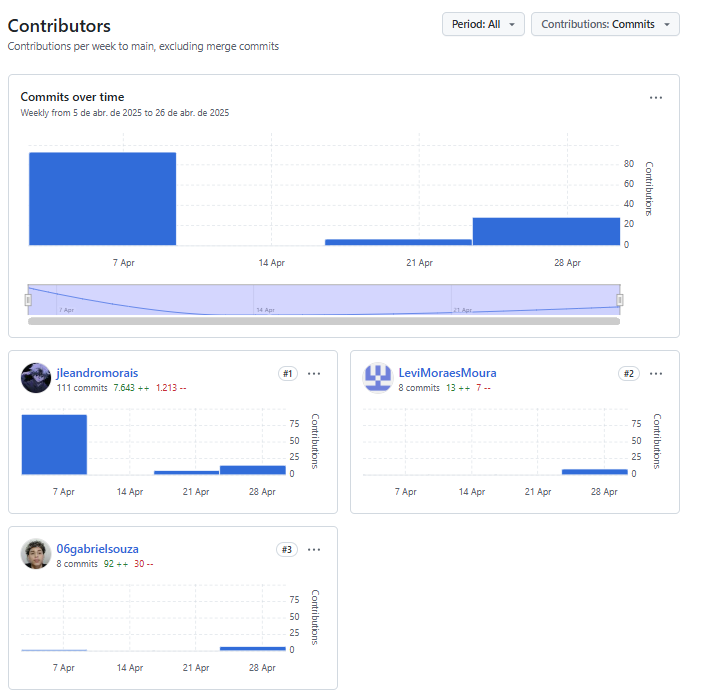 Contributors
Period: All
Contributions: Commits
Contributions per week to main, excluding merge commits
Commits over time
Weekly from 5 de abr. de 2025 to 26 de abr. de 2025
80
60
40
20
0
Contributions
7 Apr
14 Apr
21 Apr
28 Apr
7 Apr
14 Apr
21 Apr
jleandromorais
#1
111 commits 7.643 ++ 1.213 --
75
50
25
0
Contributions
7 Apr
14 Apr
21 Apr
28 Apr
LeviMoraesMoura
#2
8 commits 13 ++ 7 --
75
50
25
0
Contributions
7 Apr
14 Apr
21 Apr
28 Apr
06gabrielsouza
#3
8 commits 92 ++ 30 --
75
50
25
0
Contributions
7 Apr
14 Apr
21 Apr
28 Apr